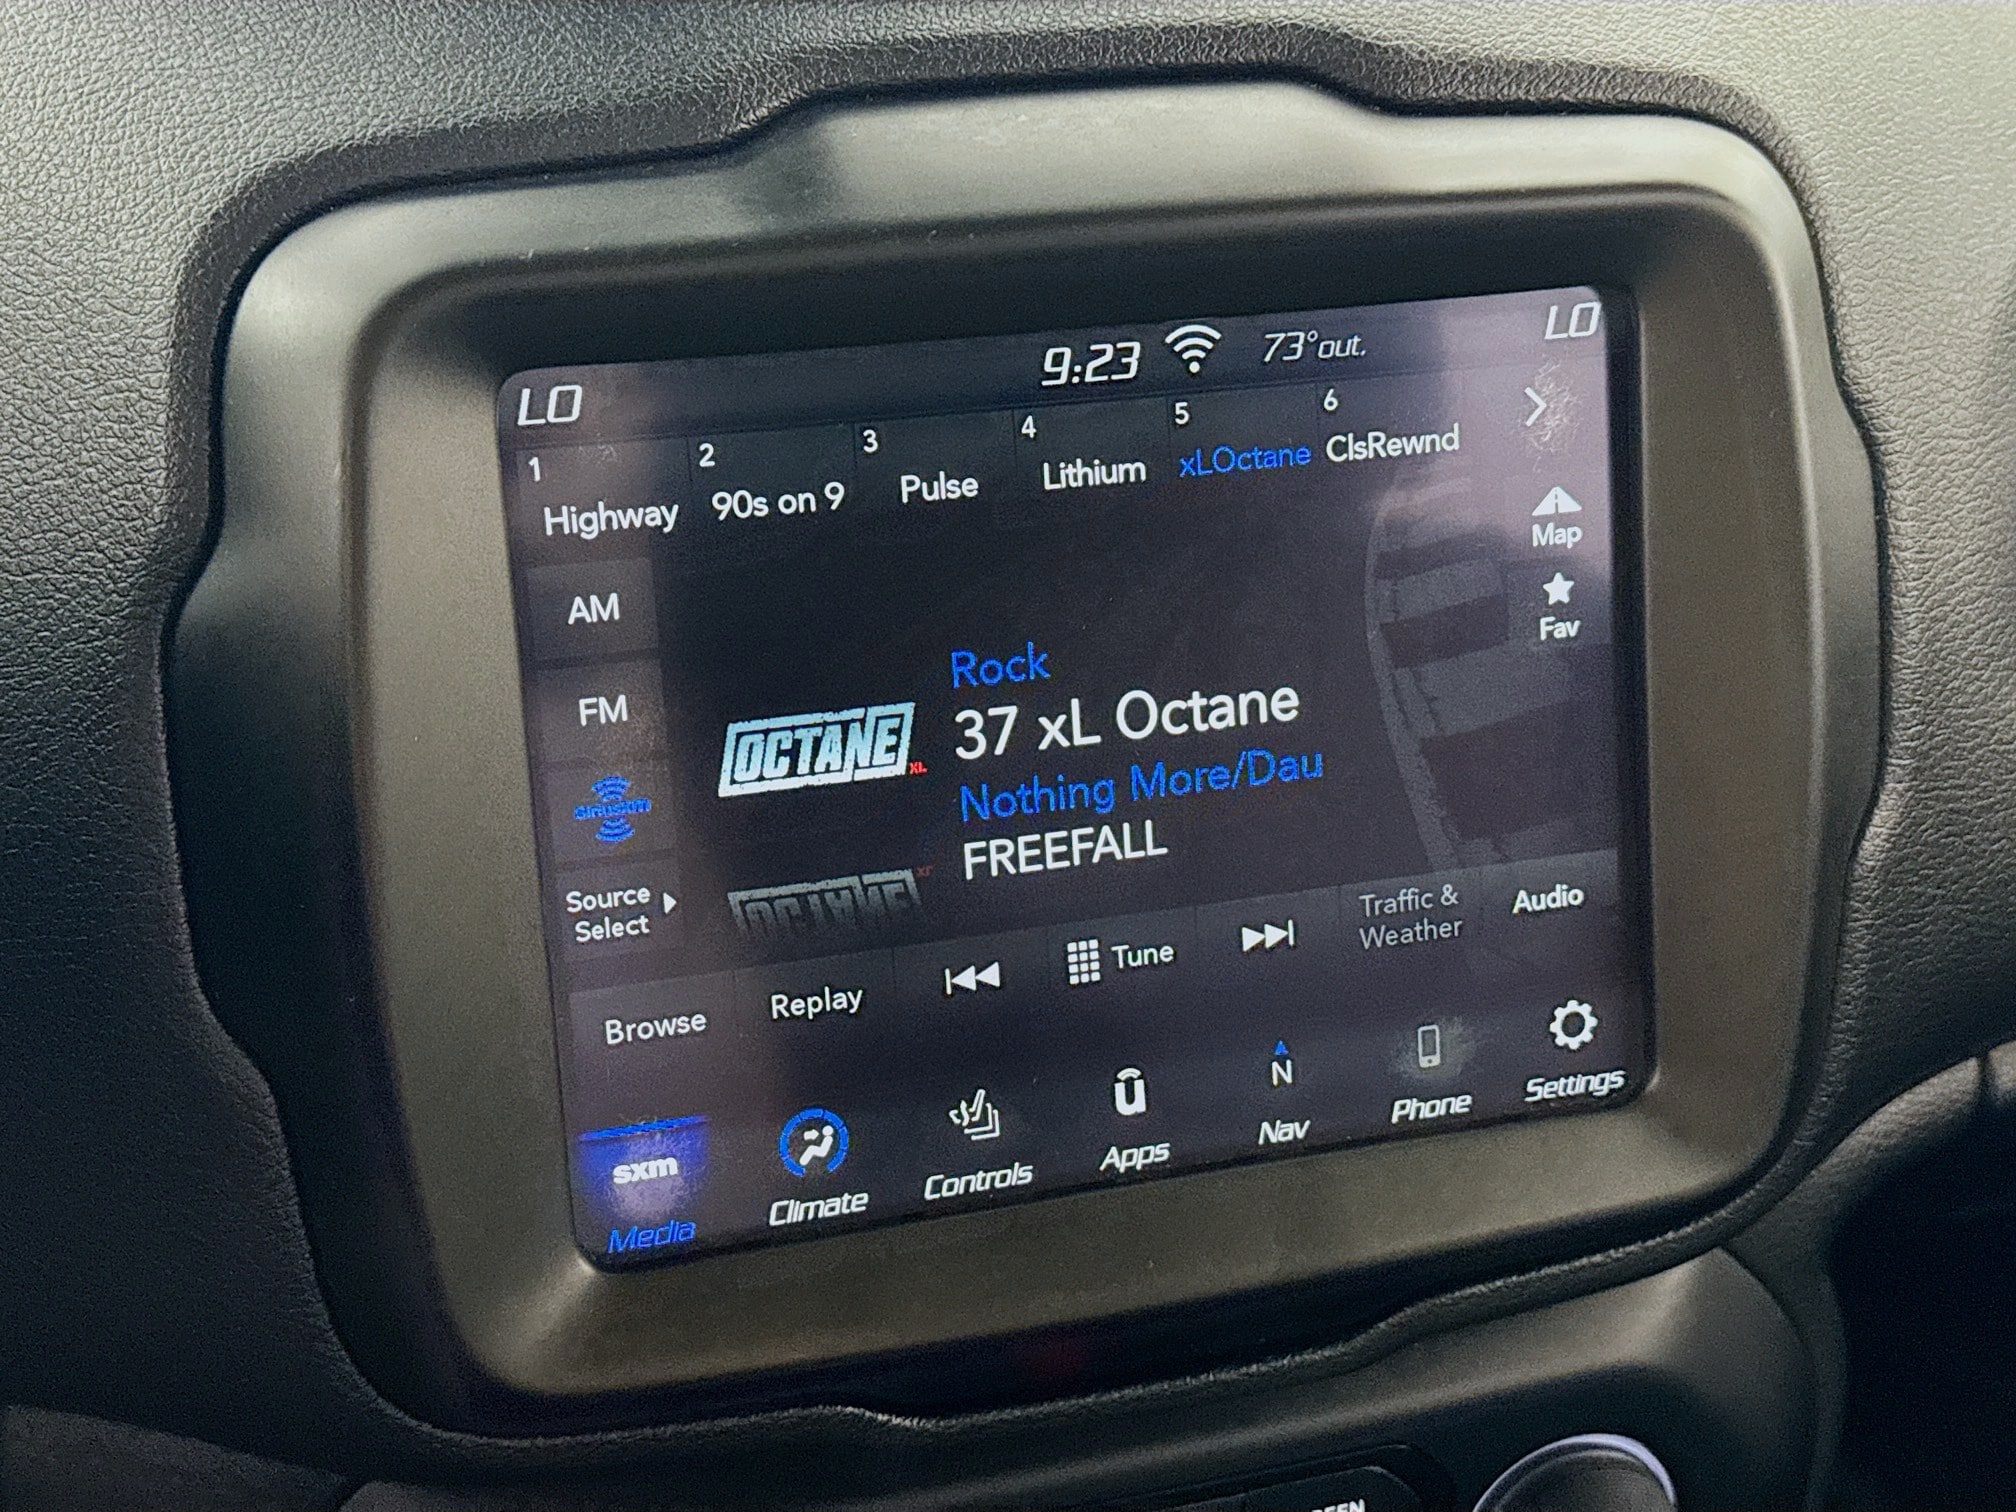 LO
9:23
73°out.
LO
1
Highway
2
90s on 9
3
Pulse
4
Lithium
5
xLOctane
6
ClsRewnd
Map
Fav
AM
FM
siriusxm
Source
Select
OCTANE XL
Rock
37 xL Octane
Nothing More/Dau
FREEFALL
Browse
Replay
Tune
Traffic &
Weather
Audio
sxm
Media
Climate
Controls
Apps
N
Nav
Phone
Settings